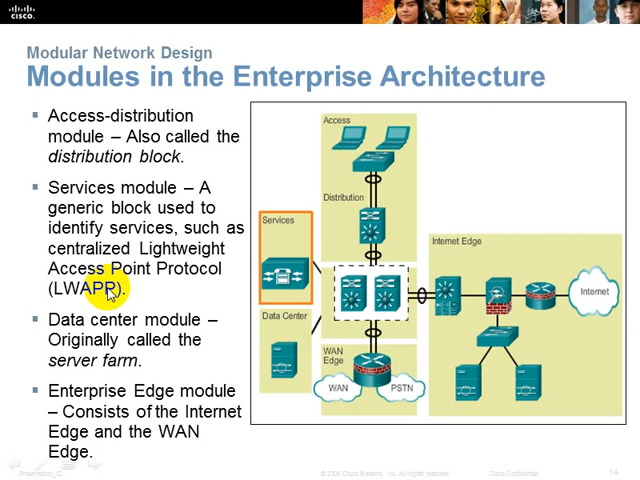 CISCO.
Modular Network Design
Modules in the Enterprise Architecture
Access-distribution
module – Also called the
distribution block.
Services module – A
generic block used to
identify services, such as
centralized Lightweight
Access Point Protocol
(LWAPP).
Data center module –
Originally called the
server farm.
Enterprise Edge module
– Consists of the Internet
Edge and the WAN
Edge.
Access
Distribution
Services
Internet Edge
Internet
Data Center
WAN
Edge
WAN
PSTN
Presentation_ID
© 2008 Cisco Systems, Inc. All rights reserved.
Cisco Confidential
14